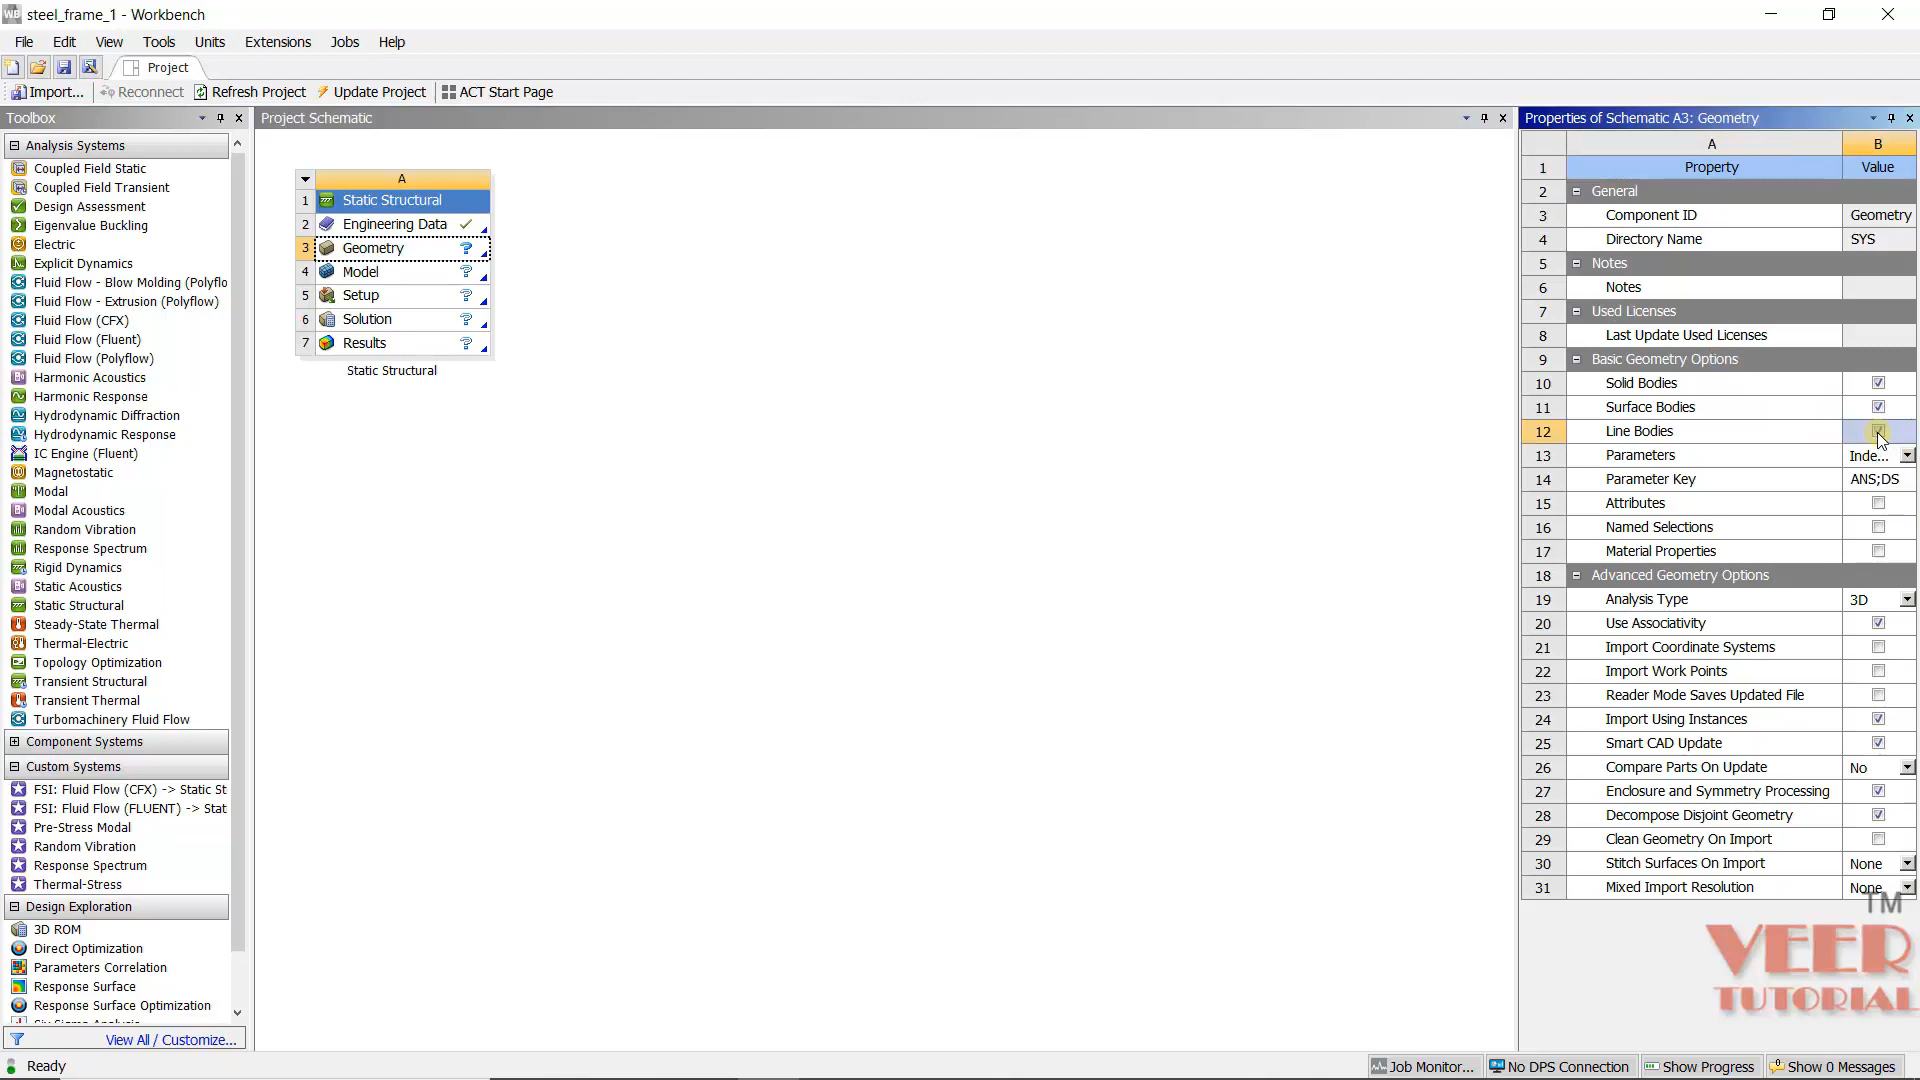 steel_frame_1 - Workbench
File Edit View Tools Units Extensions Jobs Help
Project
Import... Reconnect Refresh Project Update Project ACT Start Page
Toolbox
Analysis Systems
Coupled Field Static
Coupled Field Transient
Design Assessment
Eigenvalue Buckling
Electric
Explicit Dynamics
Fluid Flow - Blow Molding (Polyflo
Fluid Flow - Extrusion (Polyflow)
Fluid Flow (CFX)
Fluid Flow (Fluent)
Fluid Flow (Polyflow)
Harmonic Acoustics
Harmonic Response
Hydrodynamic Diffraction
Hydrodynamic Response
IC Engine (Fluent)
Magnetostatic
Modal
Modal Acoustics
Random Vibration
Response Spectrum
Rigid Dynamics
Static Acoustics
Static Structural
Steady-State Thermal
Thermal-Electric
Topology Optimization
Transient Structural
Transient Thermal
Turbomachinery Fluid Flow
Component Systems
Custom Systems
FSI: Fluid Flow (CFX) -> Static St
FSI: Fluid Flow (FLUENT) -> Stat
Pre-Stress Modal
Random Vibration
Response Spectrum
Thermal-Stress
Design Exploration
3D ROM
Direct Optimization
Parameters Correlation
Response Surface
Response Surface Optimization
View All / Customize...
Project Schematic
A
1 Static Structural
2 Engineering Data
3 Geometry ?
4 Model ?
5 Setup ?
6 Solution ?
7 Results ?
Static Structural
Properties of Schematic A3: Geometry
A B
1 Property Value
2 General
3 Component ID Geometry
4 Directory Name SYS
5 Notes
6 Notes
7 Used Licenses
8 Last Update Used Licenses
9 Basic Geometry Options
10 Solid Bodies
11 Surface Bodies
12 Line Bodies
13 Parameters Inde...
14 Parameter Key ANS;DS
15 Attributes
16 Named Selections
17 Material Properties
18 Advanced Geometry Options
19 Analysis Type 3D
20 Use Associativity
21 Import Coordinate Systems
22 Import Work Points
23 Reader Mode Saves Updated File
24 Import Using Instances
25 Smart CAD Update
26 Compare Parts On Update No
27 Enclosure and Symmetry Processing
28 Decompose Disjoint Geometry
29 Clean Geometry On Import
30 Stitch Surfaces On Import None
31 Mixed Import Resolution None
TM
VEER
TUTORIAL
Ready
Job Monitor... No DPS Connection Show Progress Show 0 Messages